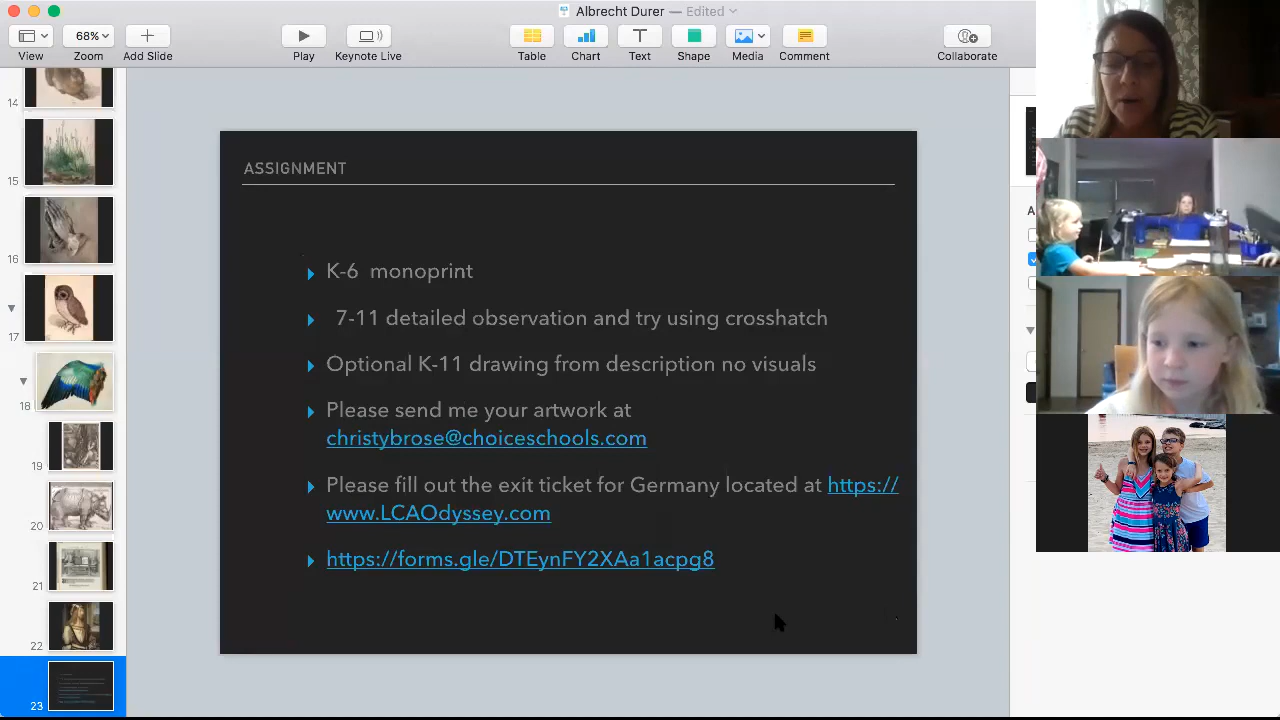 Albrecht Durer — Edited
68%
View
Zoom
Add Slide
Play
Keynote Live
Table
Chart
Text
Shape
Media
Comment
Collaborate
14
15
16
17
18
19
20
21
22
23
ASSIGNMENT
K-6 monoprint
7-11 detailed observation and try using crosshatch
Optional K-11 drawing from description no visuals
Please send me your artwork at
christybrose@choiceschools.com
Please fill out the exit ticket for Germany located at https://
www.LCAOdyssey.com
https://forms.gle/DTEynFY2XAa1acpg8